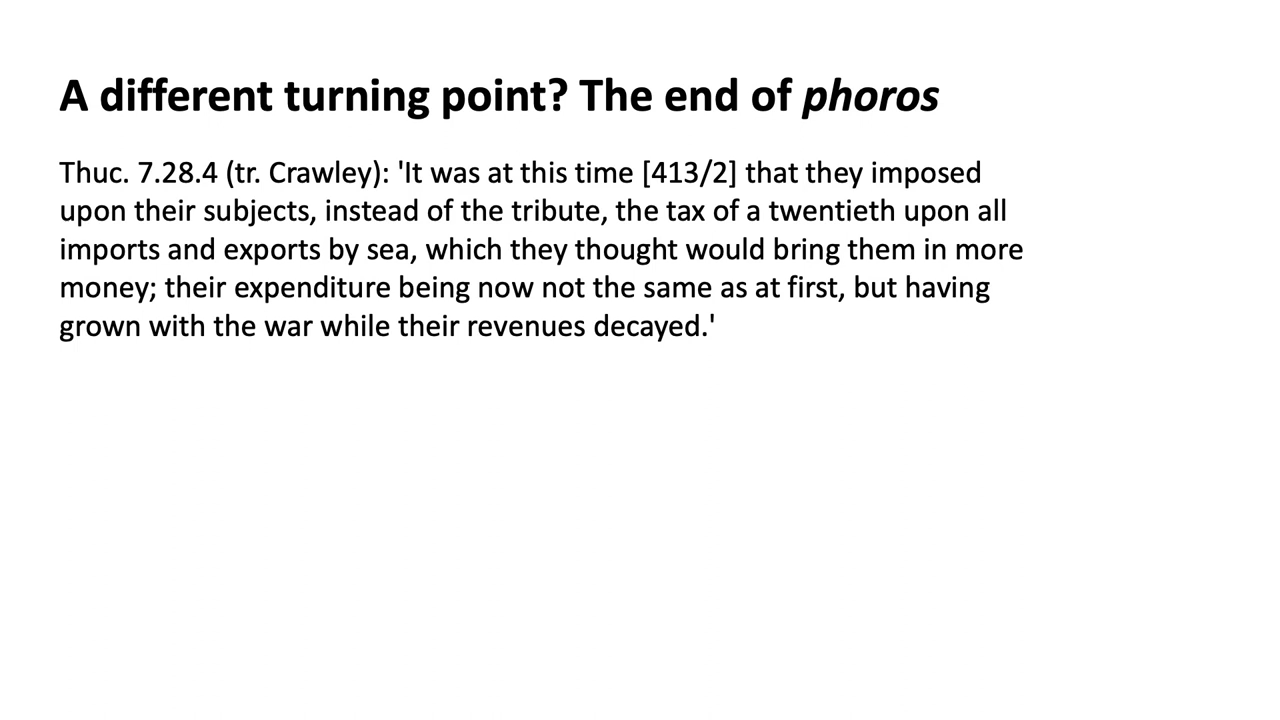 A different turning point? The end of phoros
Thuc. 7.28.4 (tr. Crawley): 'It was at this time [413/2] that they imposed
upon their subjects, instead of the tribute, the tax of a twentieth upon all
imports and exports by sea, which they thought would bring them in more
money; their expenditure being now not the same as at first, but having
grown with the war while their revenues decayed.'